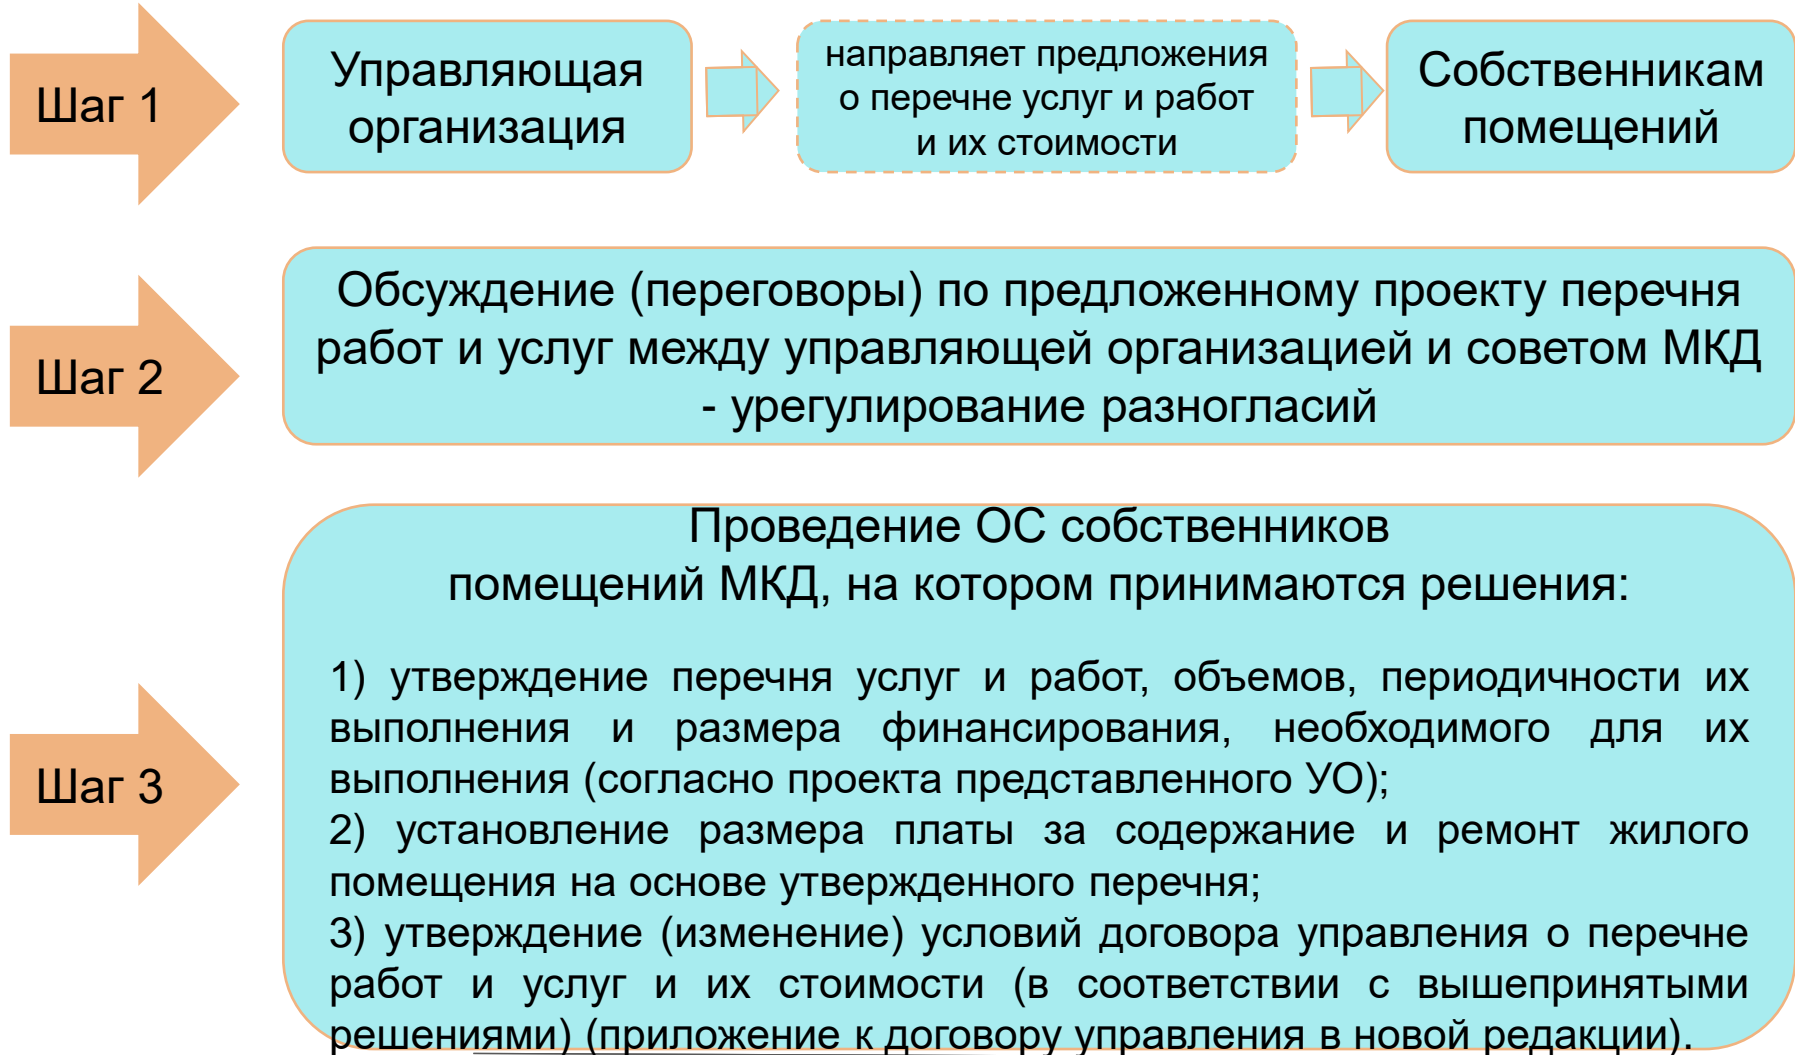 Шаг 1
Управляющая
организация
направляет предложения
о перечне услуг и работ
и их стоимости
Собственникам
помещений
Шаг 2
Обсуждение (переговоры) по предложенному проекту перечня
работ и услуг между управляющей организацией и советом МКД
- урегулирование разногласий
Шаг 3
Проведение ОС собственников
помещений МКД, на котором принимаются решения:
1) утверждение перечня услуг и работ, объемов, периодичности их
выполнения и размера финансирования, необходимого для их
выполнения (согласно проекта представленного УО);
2) установление размера платы за содержание и ремонт жилого
помещения на основе утвержденного перечня;
3) утверждение (изменение) условий договора управления о перечне
работ и услуг и их стоимости (в соответствии с вышепринятыми
решениями) (приложение к договору управления в новой редакции).